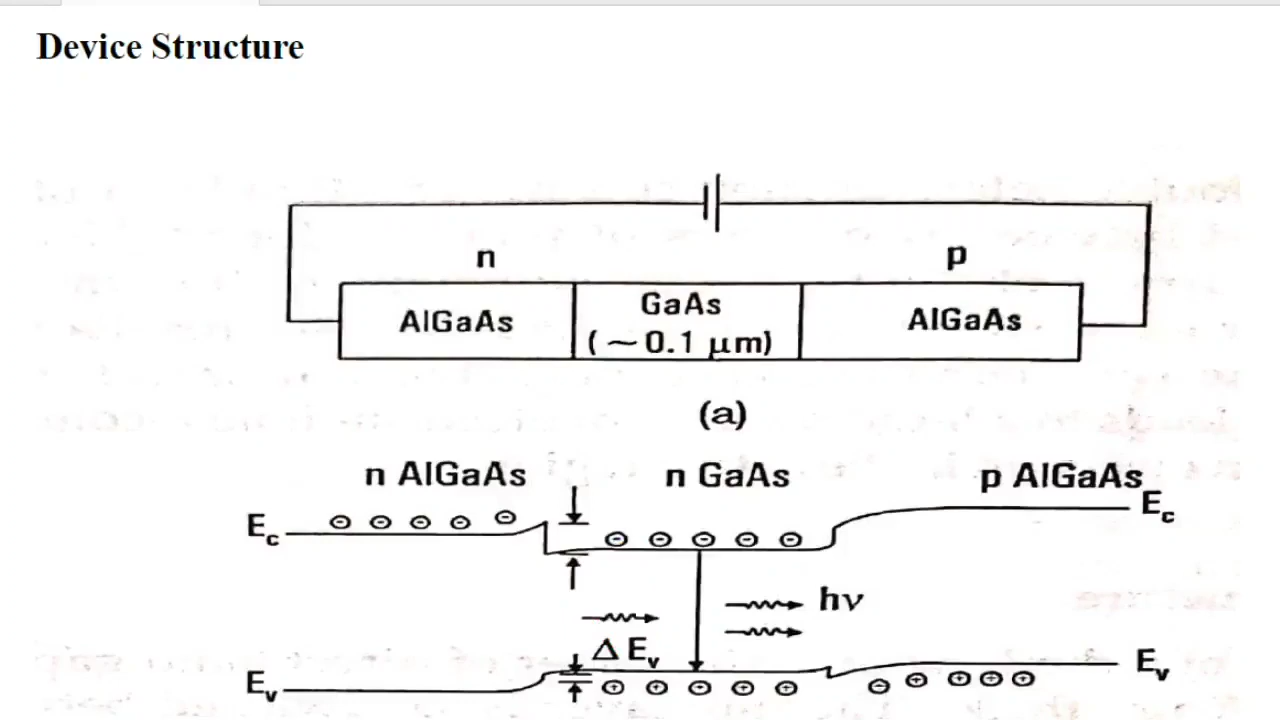 Device Structure
n p
AlGaAs GaAs AlGaAs
(~0.1 μm)
(a)
n AlGaAs n GaAs p AlGaAs
Ec Ec
hν
ΔEv
Ev Ev